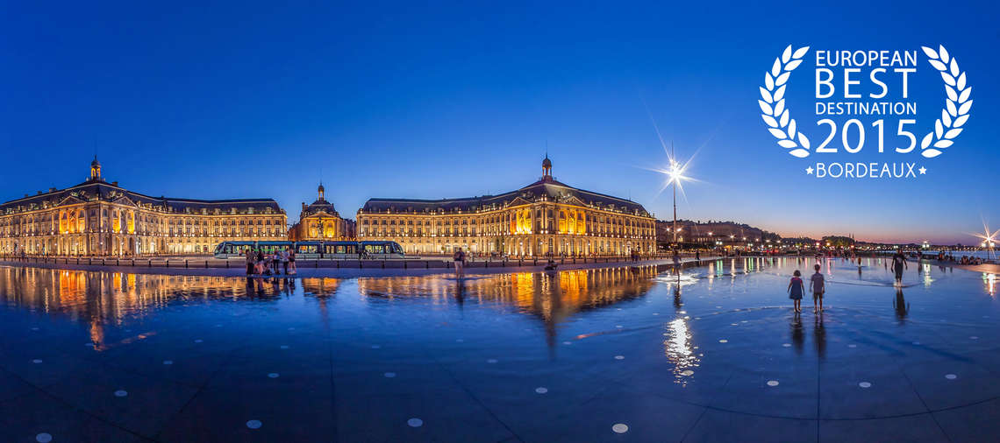 EUROPEAN
BEST
DESTINATION
2015
★BORDEAUX★